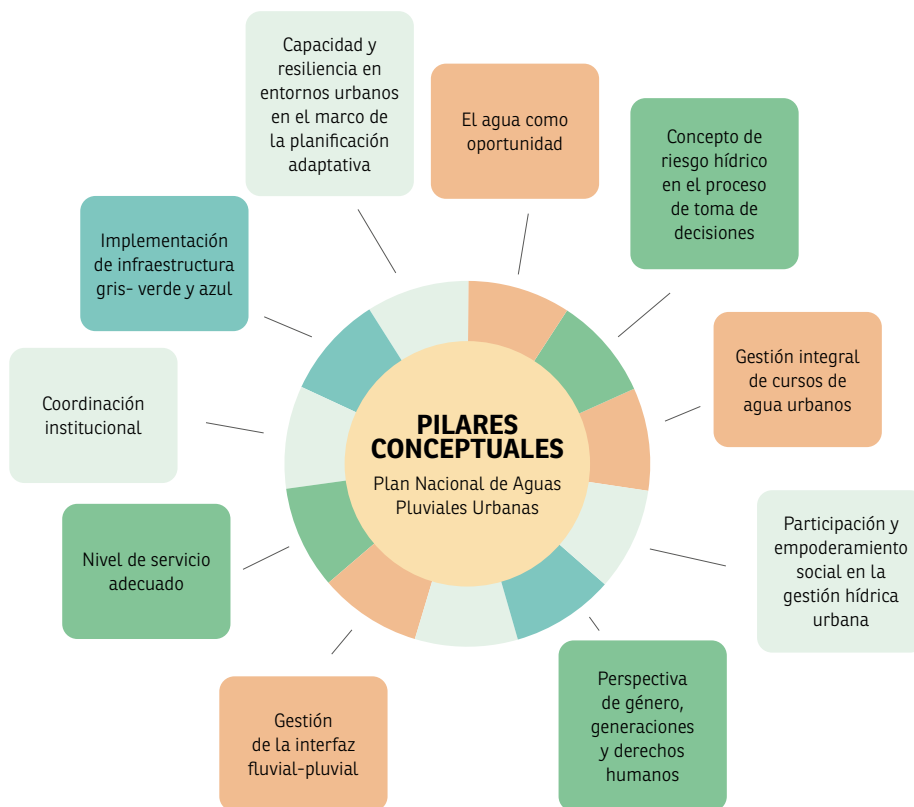 Capacidad y
resiliencia en
entornos urbanos
en el marco de
la planificación
adaptativa
El agua como
oportunidad
Concepto de
riesgo hídrico
en el proceso
de toma de
decisiones
Implementación
de infraestructura
gris- verde y azul
Gestión integral
de cursos de
agua urbanos
Coordinación
institucional
PILARES
CONCEPTUALES
Plan Nacional de Aguas
Pluviales Urbanas
Participación y
empoderamiento
social en la
gestión hídrica
urbana
Nivel de servicio
adecuado
Perspectiva
de género,
generaciones
y derechos
humanos
Gestión
de la interfaz
fluvial-pluvial